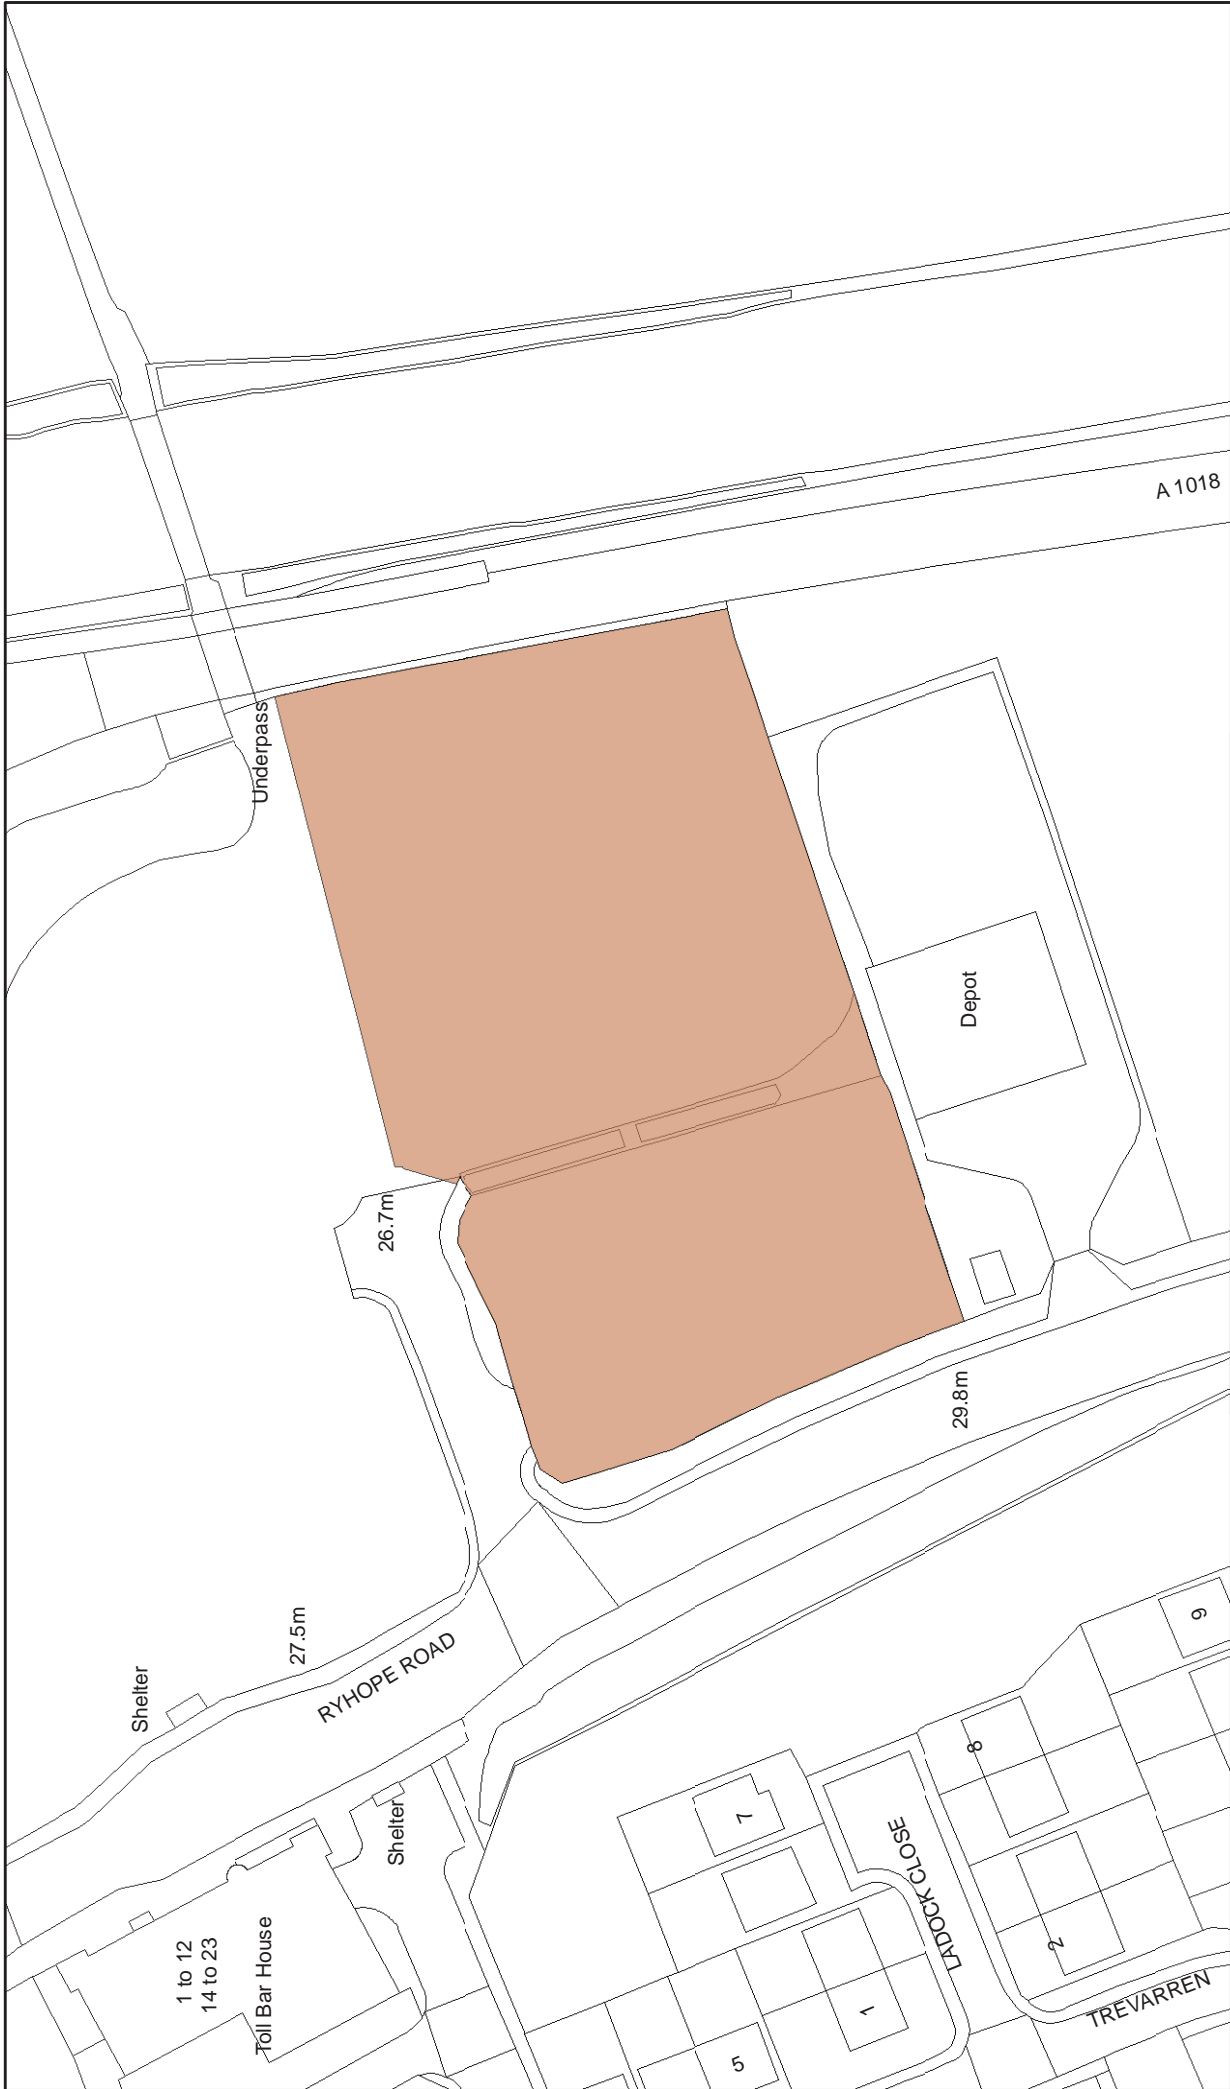 A 1018
Underpass
Depot
26.7m
29.8m
27.5m
Shelter
RYHOPE ROAD
Shelter
1 to 12
14 to 23
Toll Bar House
9
8
7
LADOCK CLOSE
2
1
TREVARREN
5